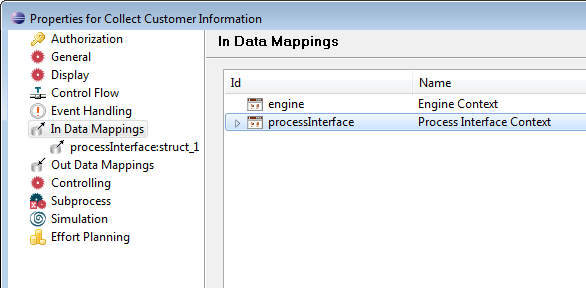 Properties for Collect Customer Information
Authorization
General
Display
Control Flow
Event Handling
In Data Mappings
processInterface:struct_1
Out Data Mappings
Controlling
Subprocess
Simulation
Effort Planning
In Data Mappings
Id Name
engine Engine Context
processInterface Process Interface Context